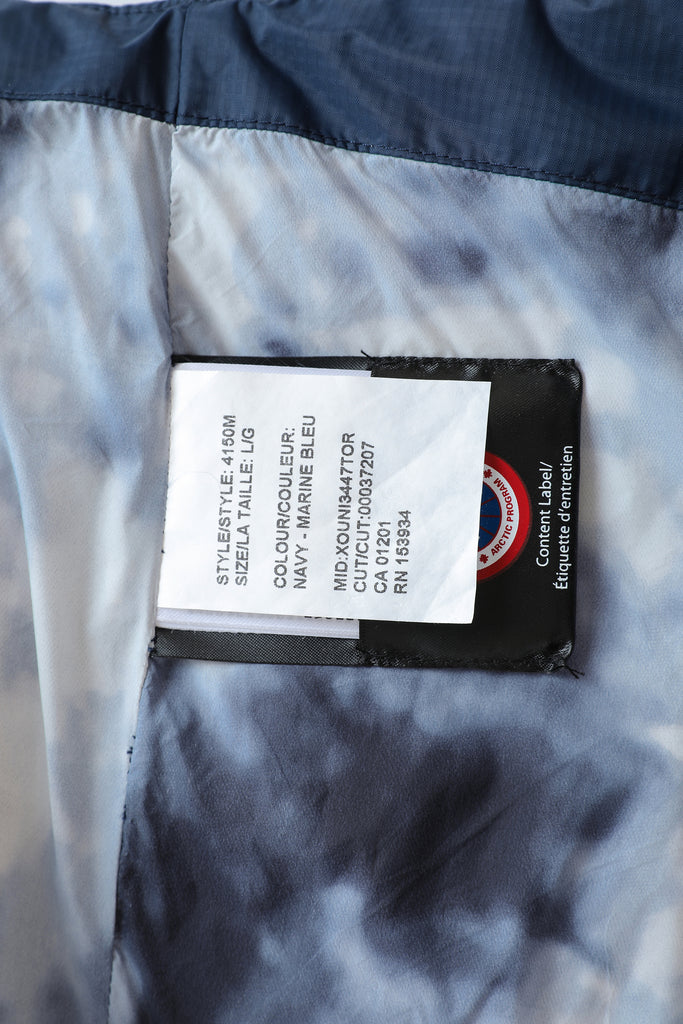 STYLE/STYLE: 4150M
SIZE/LA TAILLE: L/G
COLOUR/COULEUR:
NAVY - MARINE BLEU
MID:XOUNI3447TOR
CUT/CUT:00037207
CA 01201
RN 153934
ARCTIC PROGRAM
Content Label/
Étiquette d'entretien